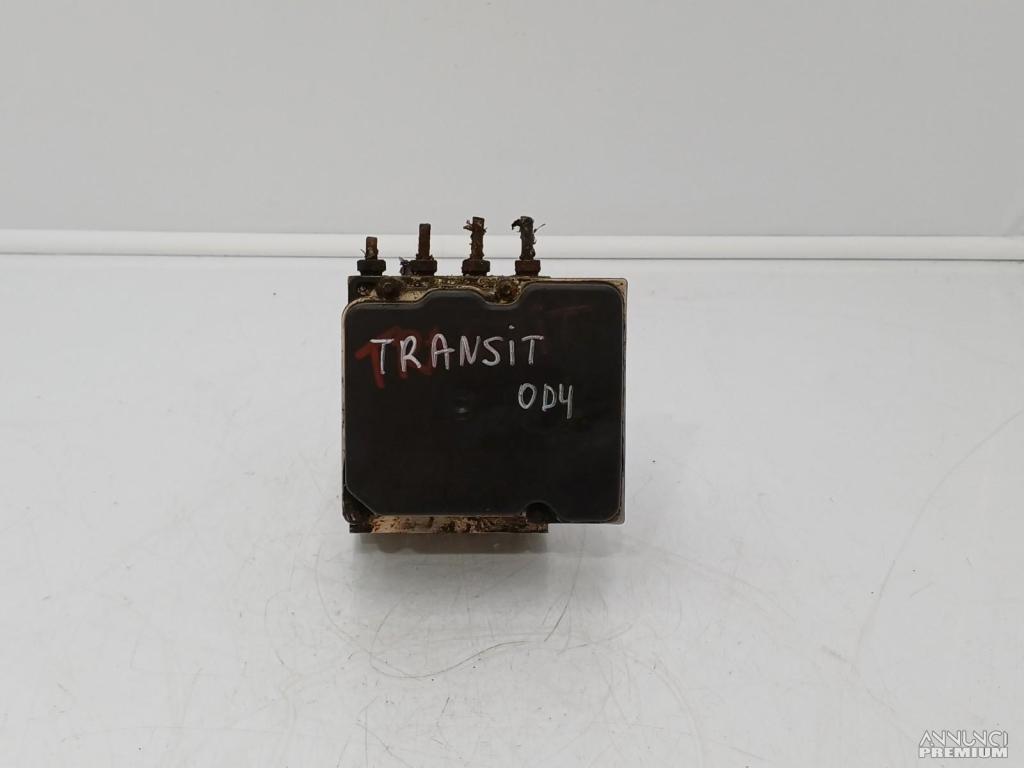 TRANSiT
OD4
ANNUNCI
PREMIUM